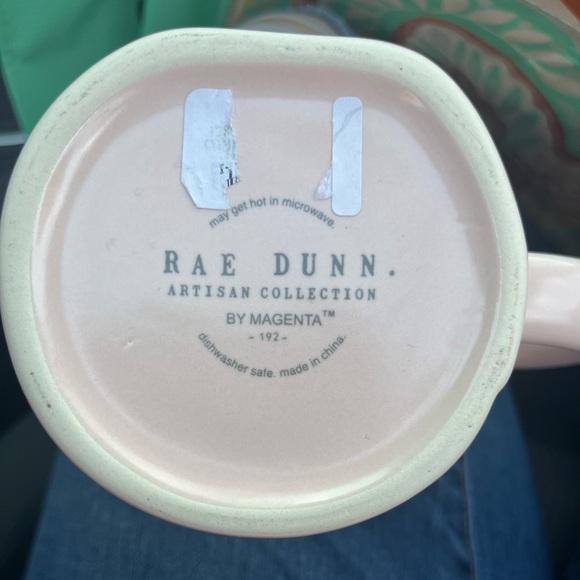 may get hot in microwave.
RAE DUNN.
ARTISAN COLLECTION
BY MAGENTA™
- 192 -
dishwasher safe. made in china.